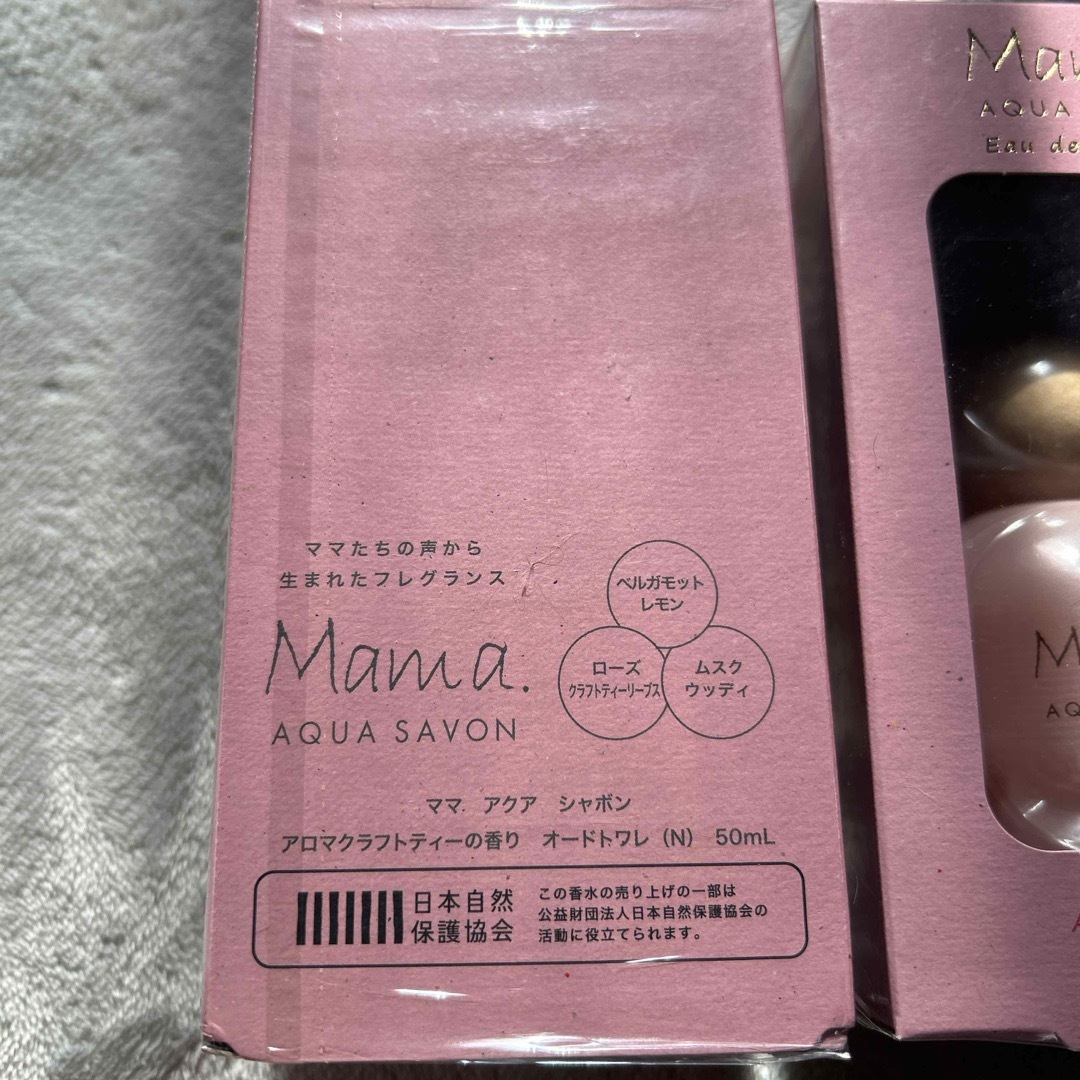 ママたちの声から
生まれたフレグランス
Mama.
AQUA SAVON
ベルガモット
レモン
ローズ
クラフトティーリーブス
ムスク
ウッディ
ママ アクア シャボン
アロマクラフトティーの香り オードトワレ(N) 50mL
日本自然
保護協会
この香水の売り上げの一部は
公益財団法人日本自然保護協会の
活動に役立てられます。
AQUA
Eau de